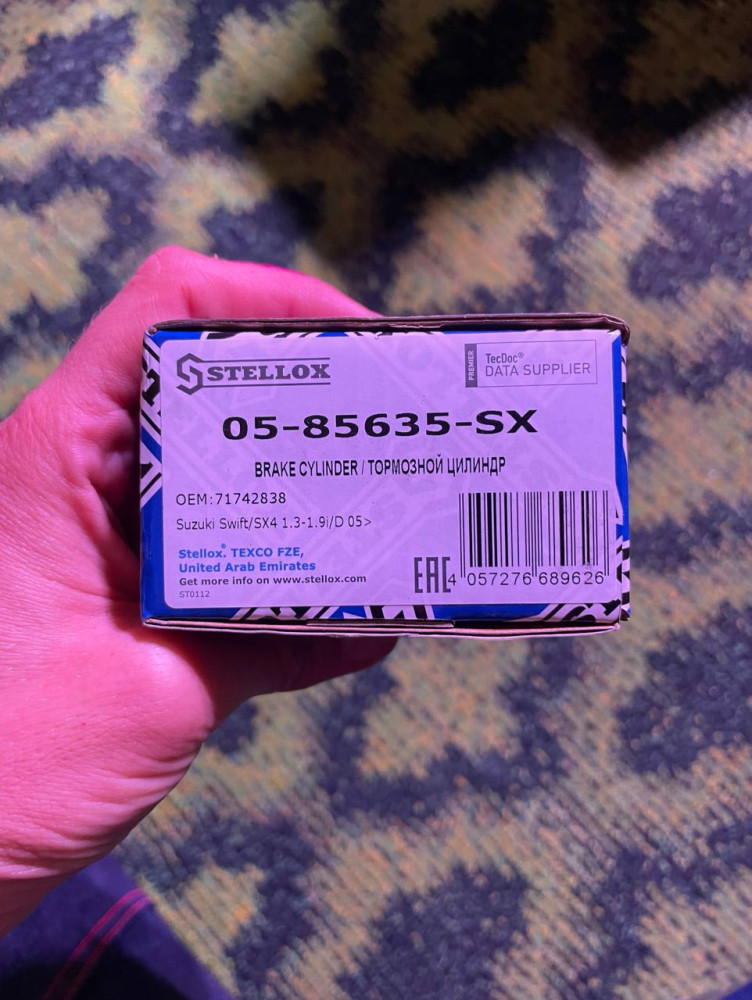 STELLOX
PREMIER
TecDoc®
DATA SUPPLIER
05-85635-SX
BRAKE CYLINDER / ТОРМОЗНОЙ ЦИЛИНДР
OEM:71742838
Suzuki Swift/SX4 1.3-1.9i/D 05>
Stellox® TEXCO FZE,
United Arab Emirates
Get more info on www.stellox.com
ST0112
EAC
4 057276 689626